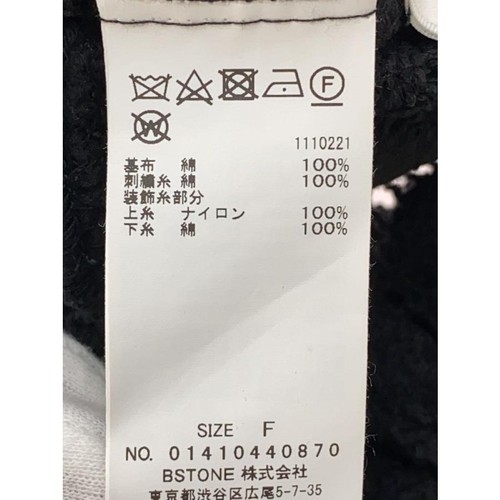 F
W
1110221
基布 綿 100%
刺繍糸 綿 100%
装飾糸部分
上糸 ナイロン 100%
下糸 綿 100%
SIZE F
NO. 01410440870
BSTONE 株式会社
東京都渋谷区広尾5-7-35